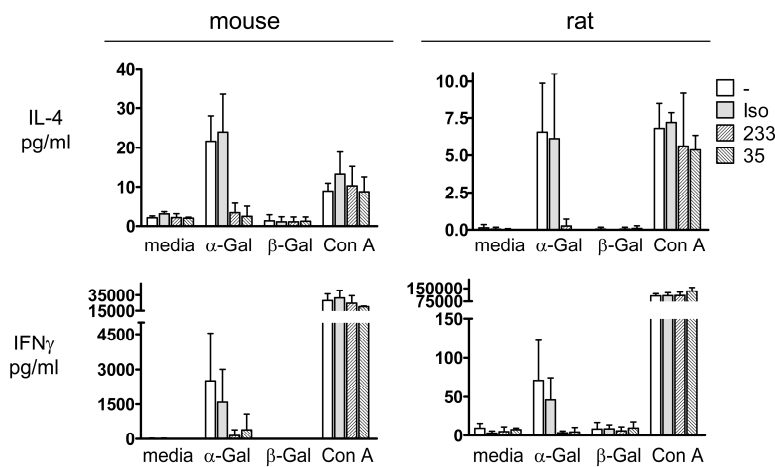 mouse
rat
IL-4
pg/ml
40
30
20
10
0
media α-Gal β-Gal Con A
10.0
7.5
5.0
2.5
0.0
media α-Gal β-Gal Con A
-
Iso
233
35
IFNγ
pg/ml
35000
15000
4500
3000
1500
0
media α-Gal β-Gal Con A
150000
75000
150
100
50
0
media α-Gal β-Gal Con A